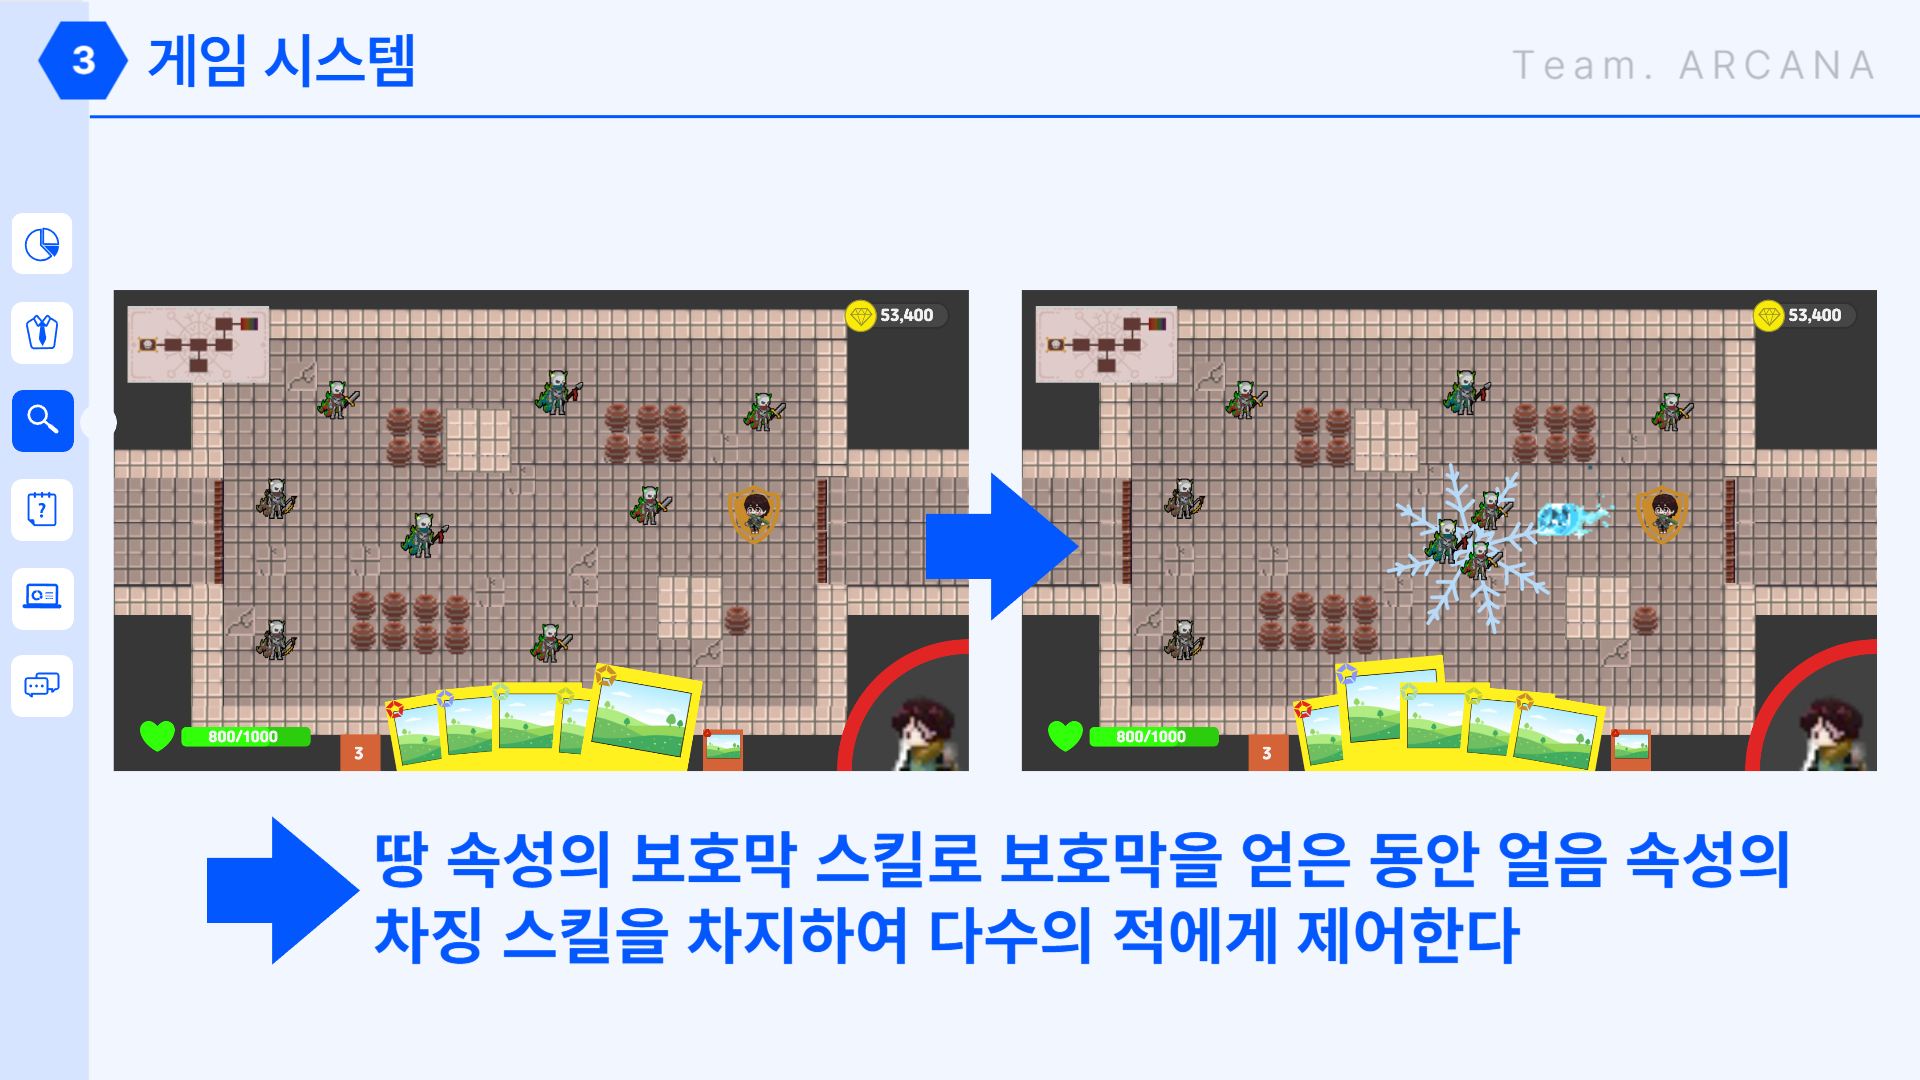 3 게임 시스템
Team. ARCANA
?
53,400
800/1000
3
53,400
800/1000
3
땅 속성의 보호막 스킬로 보호막을 얻은 동안 얼음 속성의
차징 스킬을 차지하여 다수의 적에게 제어한다